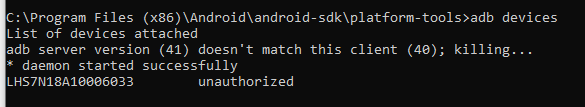 C:\Program Files (x86)\Android\android-sdk\platform-tools>adb devices
List of devices attached
adb server version (41) doesn't match this client (40); killing...
* daemon started successfully
LHS7N18A10006033        unauthorized